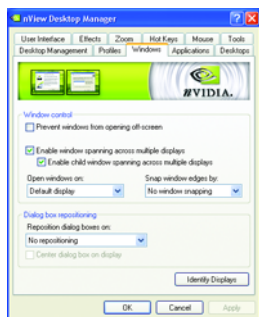 nView Desktop Manager
User Interface Effects Zoom Hot Keys Mouse Tools
Desktop Management Profiles Windows Applications Desktops
NVIDIA.
Window control
Prevent windows from opening off-screen
Enable window spanning across multiple displays
Enable child window spanning across multiple displays
Open windows on: Snap window edges by:
Default display No window snapping
Dialog box repositioning
Reposition dialog boxes on:
No repositioning
Center dialog box on display
Identify Displays
OK Cancel Apply